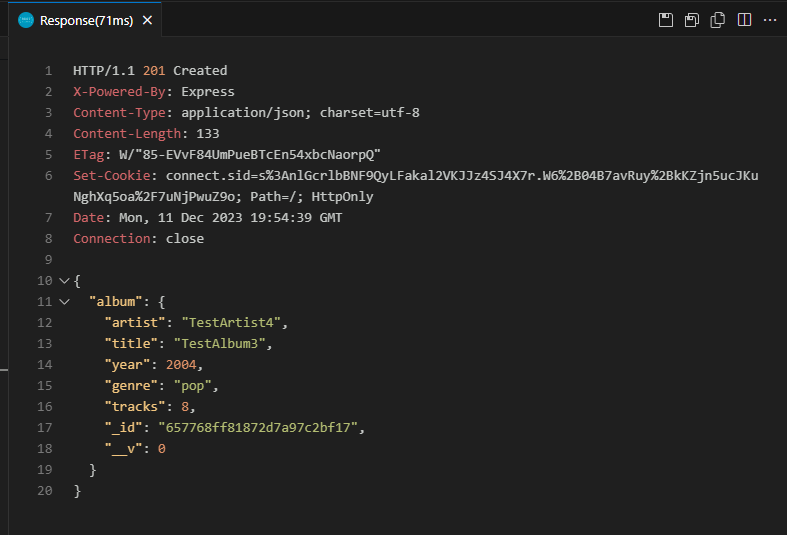 Response(71ms)
1 HTTP/1.1 201 Created
2 X-Powered-By: Express
3 Content-Type: application/json; charset=utf-8
4 Content-Length: 133
5 ETag: W/"85-EVvF84UmPueBTcEn54xbcNaorpQ"
6 Set-Cookie: connect.sid=s%3AnlGcrlbBNF9QyLFakal2VKJJz4SJ4X7r.W6%2B04B7avRuy%2BkKZjn5ucJKu
NghXq5oa%2F7uNjPwuZ9o; Path=/; HttpOnly
7 Date: Mon, 11 Dec 2023 19:54:39 GMT
8 Connection: close
9
10 {
11 "album": {
12 "artist": "TestArtist4",
13 "title": "TestAlbum3",
14 "year": 2004,
15 "genre": "pop",
16 "tracks": 8,
17 "_id": "657768ff81872d7a97c2bf17",
18 "__v": 0
19 }
20 }